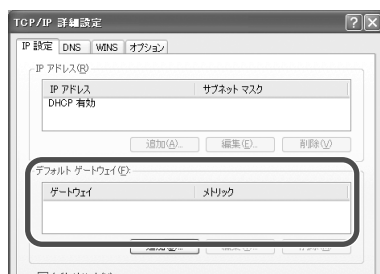 TCP/IP 詳細設定
IP 設定 DNS WINS オプション
IP アドレス(R)
IP アドレス サブネット マスク
DHCP 有効
追加(A)... 編集(E)... 削除(V)
デフォルト ゲートウェイ(F):
ゲートウェイ メトリック